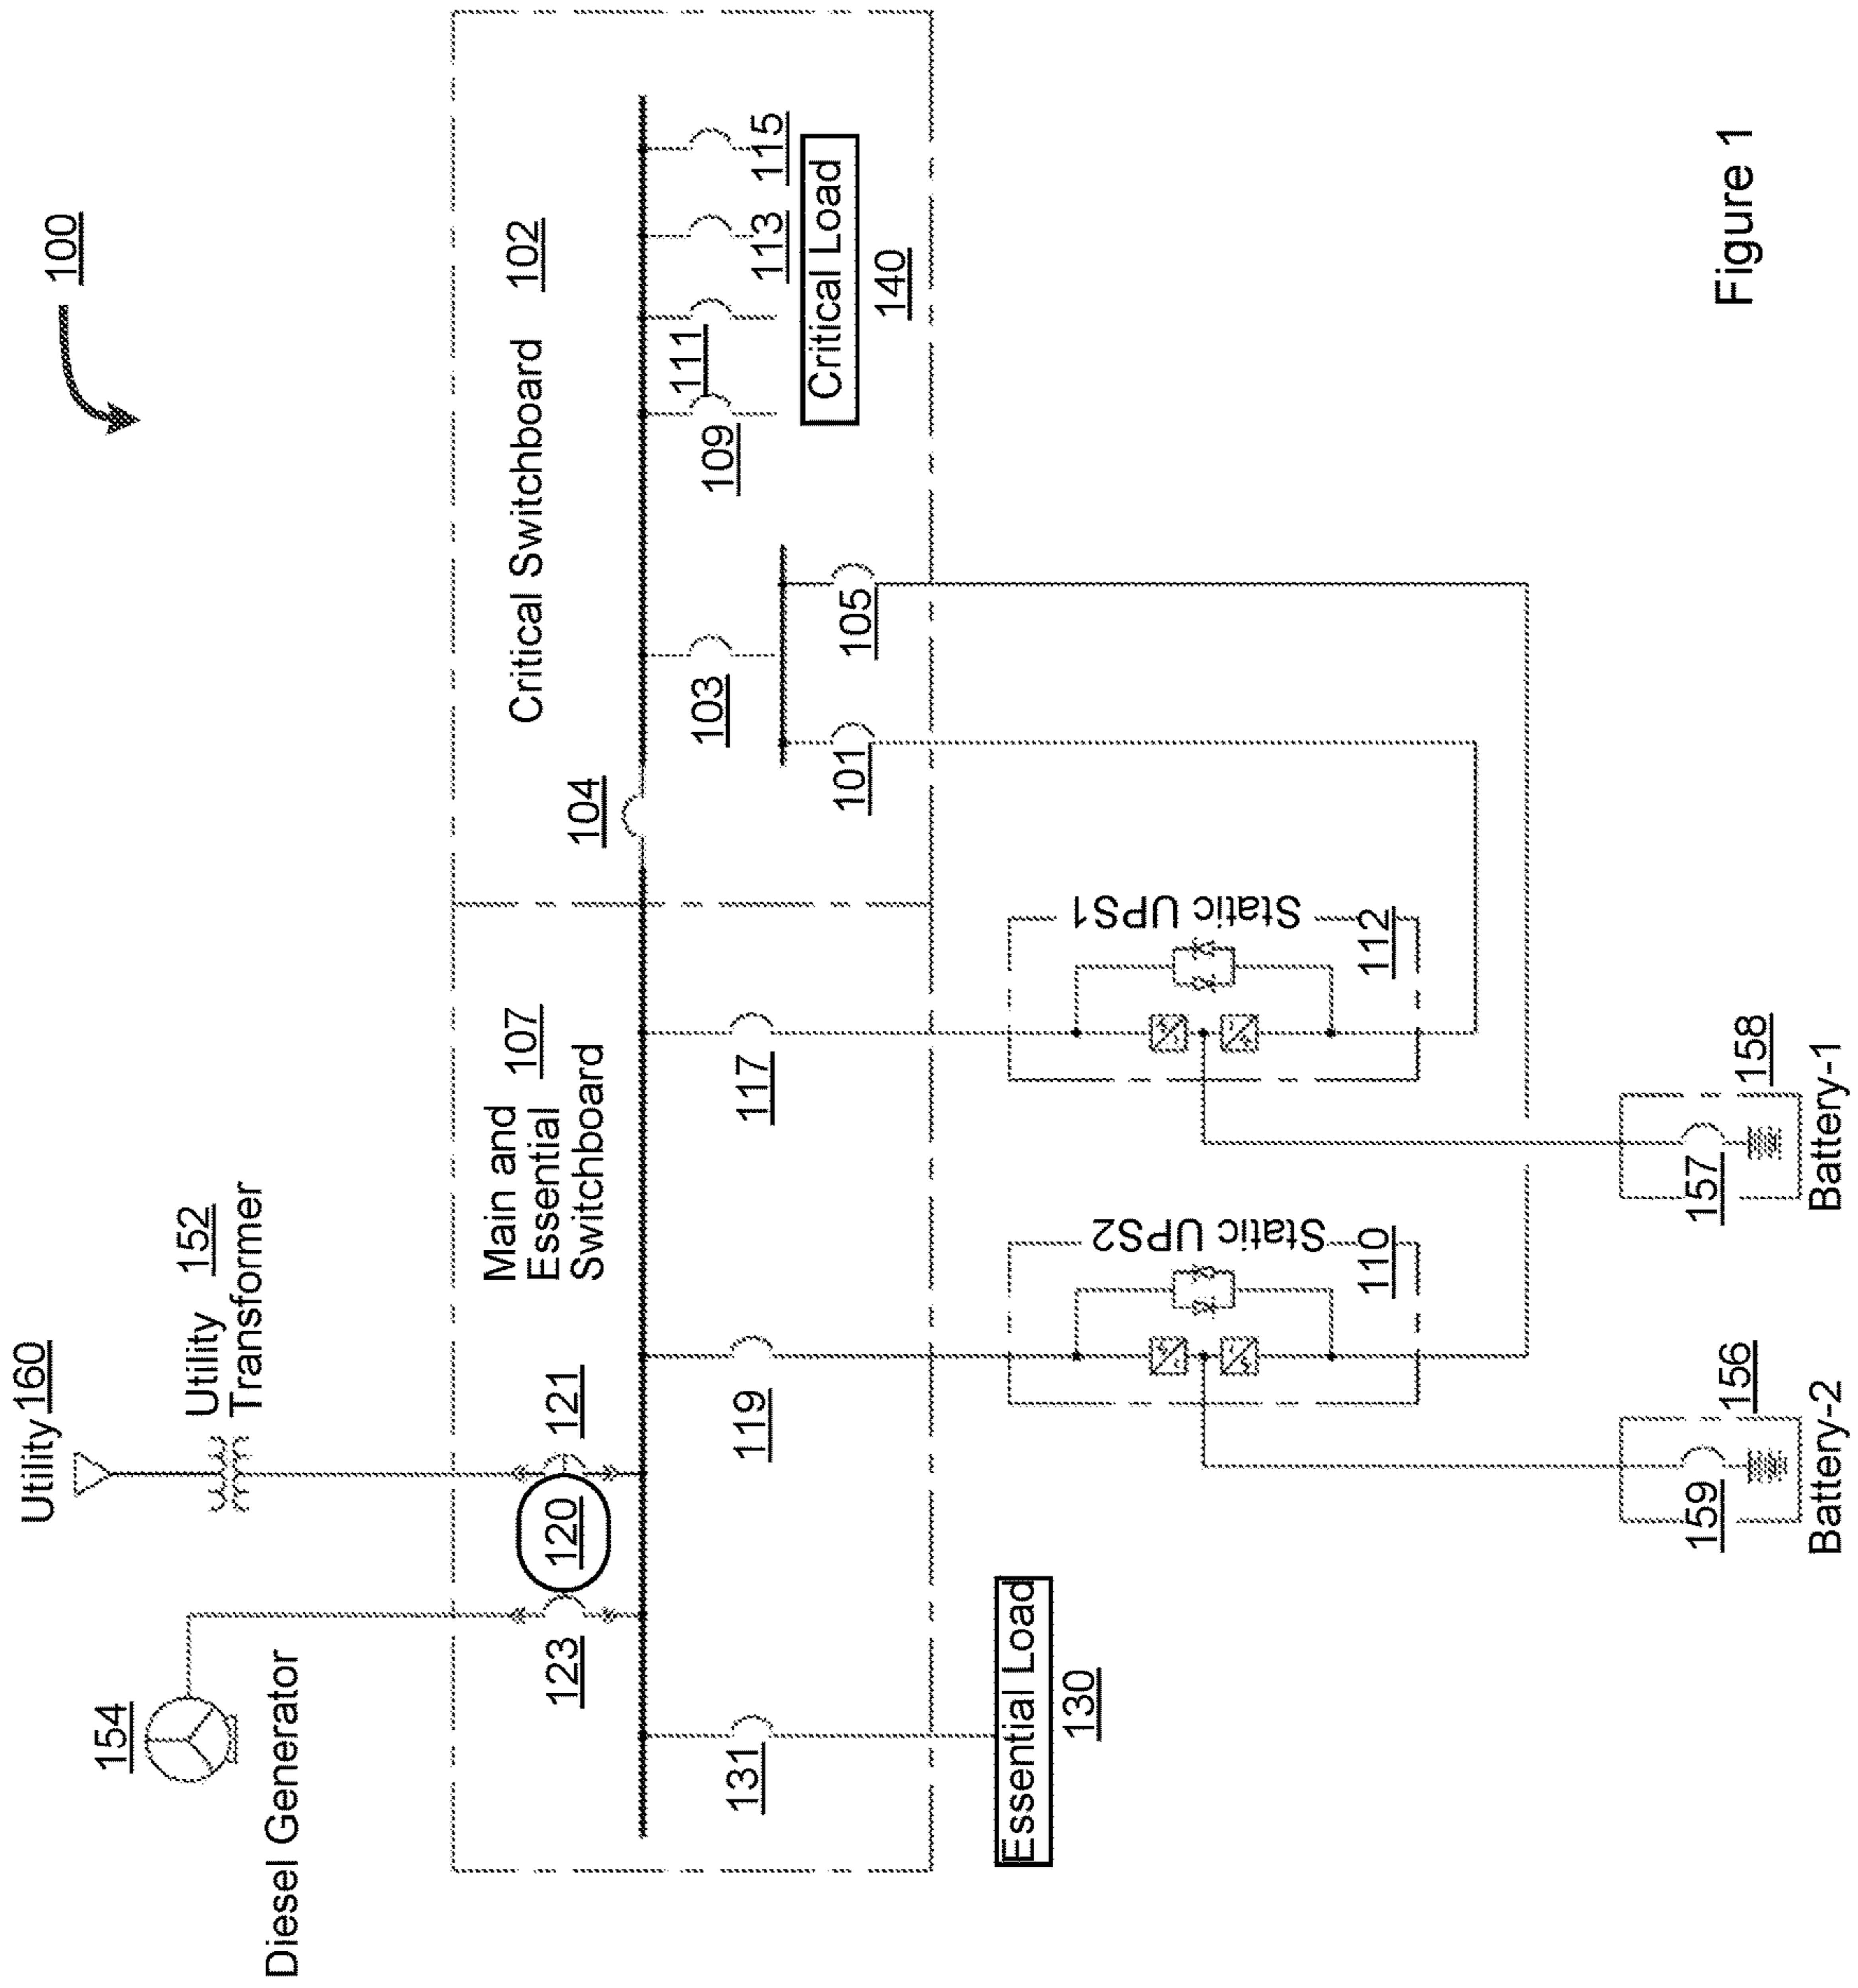 100
Utility 160
Utility 152
Transformer
154
Diesel Generator
Main and 107
Essential
Switchboard
Critical Switchboard 102
123
120
121
104
131
119
117
103
101
105
109
111
113
115
Critical Load
140
Essential Load
130
Static UPS2
110
Static UPS1
112
159
156
Battery-2
157
158
Battery-1
Figure 1